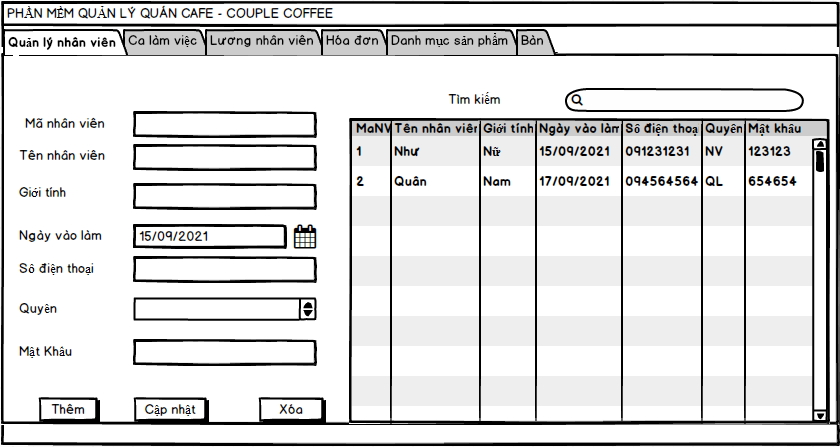 PHẦN MỀM QUẢN LÝ QUÁN CAFE - COUPLE COFFEE
Quản lý nhân viên Ca làm việc Lương nhân viên Hóa đơn Danh mục sản phẩm Bàn
Tìm kiếm
Mã nhân viên
Tên nhân viên
Giới tính
Ngày vào làm 15/09/2021
Số điện thoại
Quyền
Mật Khẩu
Thêm Cập nhật Xóa
MaNV Tên nhân viên Giới tính Ngày vào làm Số điện thoạ Quyền Mật khẩu
1 Như Nữ 15/09/2021 091231231 NV 123123
2 Quân Nam 17/09/2021 094564564 QL 654654